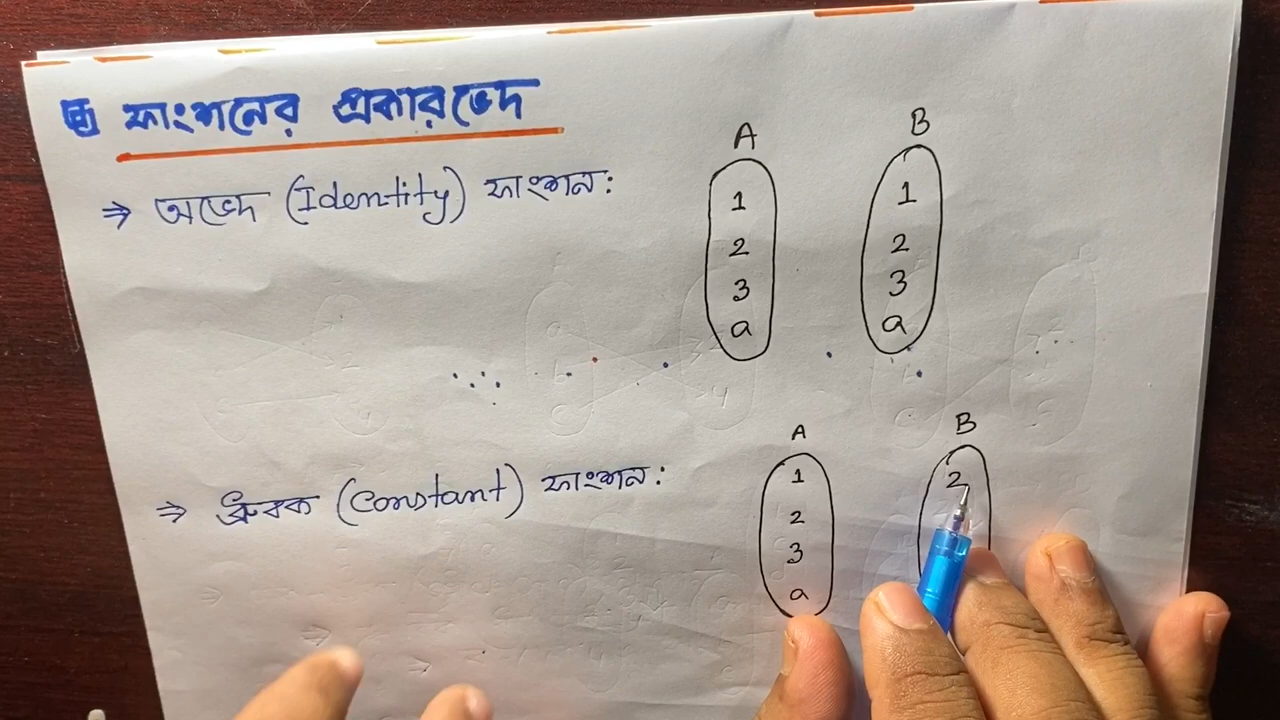 ফাংশনের প্রকারভেদ
⇒ অভেদ (Identity) ফাংশন:
A B
1 1
2 2
3 3
a a
⇒ ধ্রুবক (Constant) ফাংশন:
A B
1 2
2
3
a